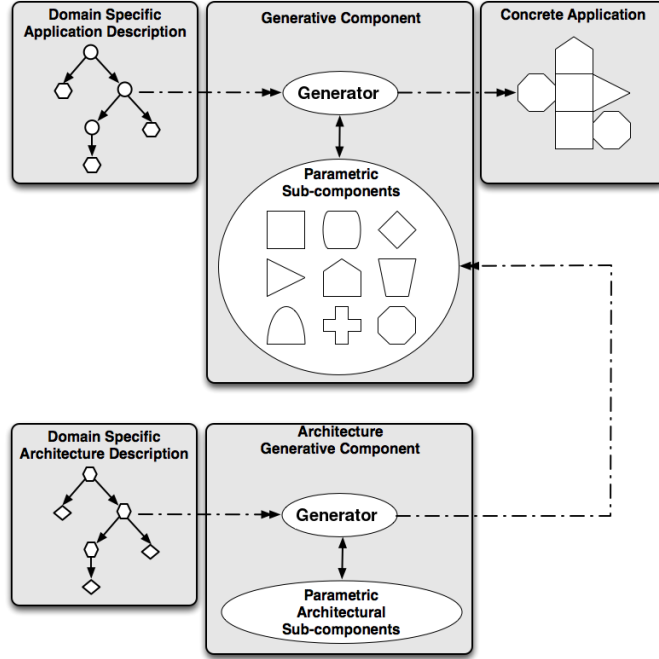 Domain Specific
Application Description
Generative Component
Concrete Application
Generator
Parametric
Sub-components
Domain Specific
Architecture Description
Architecture
Generative Component
Generator
Parametric
Architectural
Sub-components